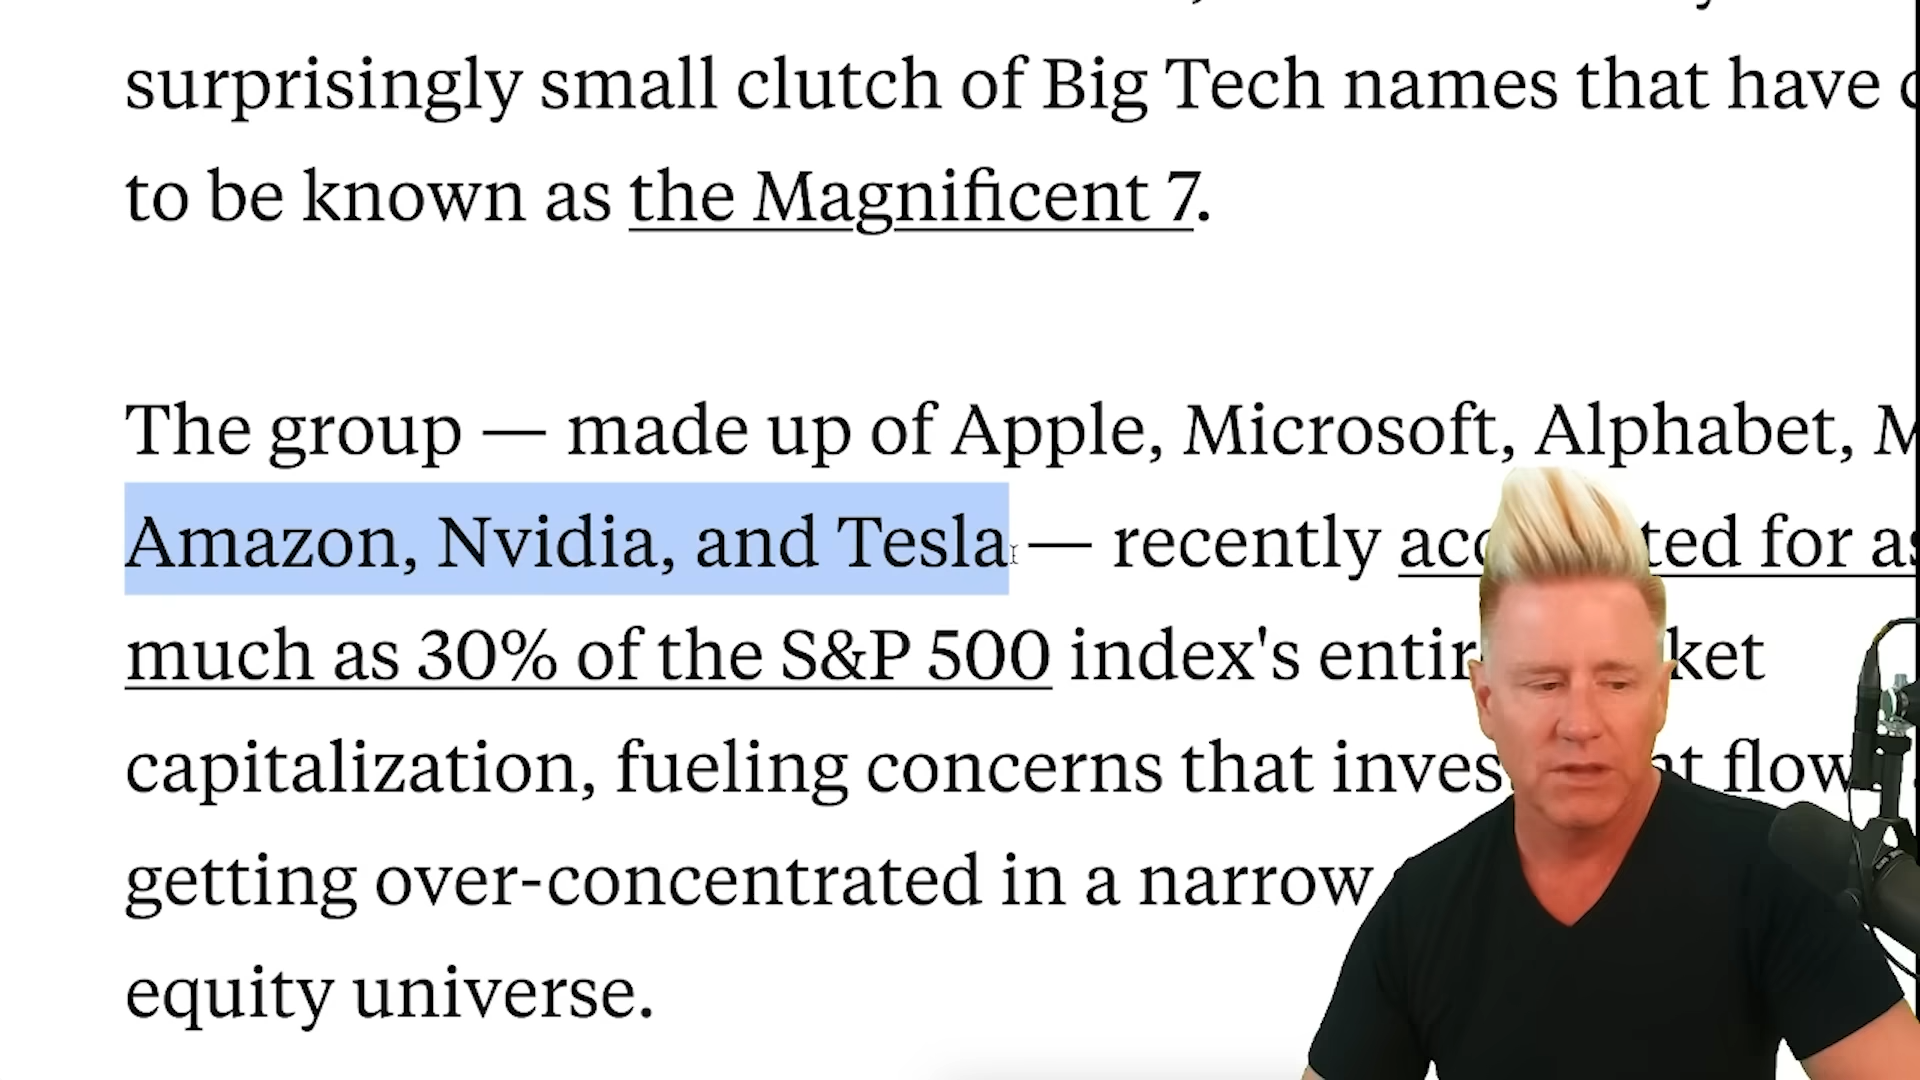 surprisingly small clutch of Big Tech names that have
to be known as the Magnificent 7.
The group — made up of Apple, Microsoft, Alphabet,
Amazon, Nvidia, and Tesla — recently for
much as 30% of the S&P 500 index's
capitalization, fueling concerns that
getting over-concentrated in a narrow
equity universe.